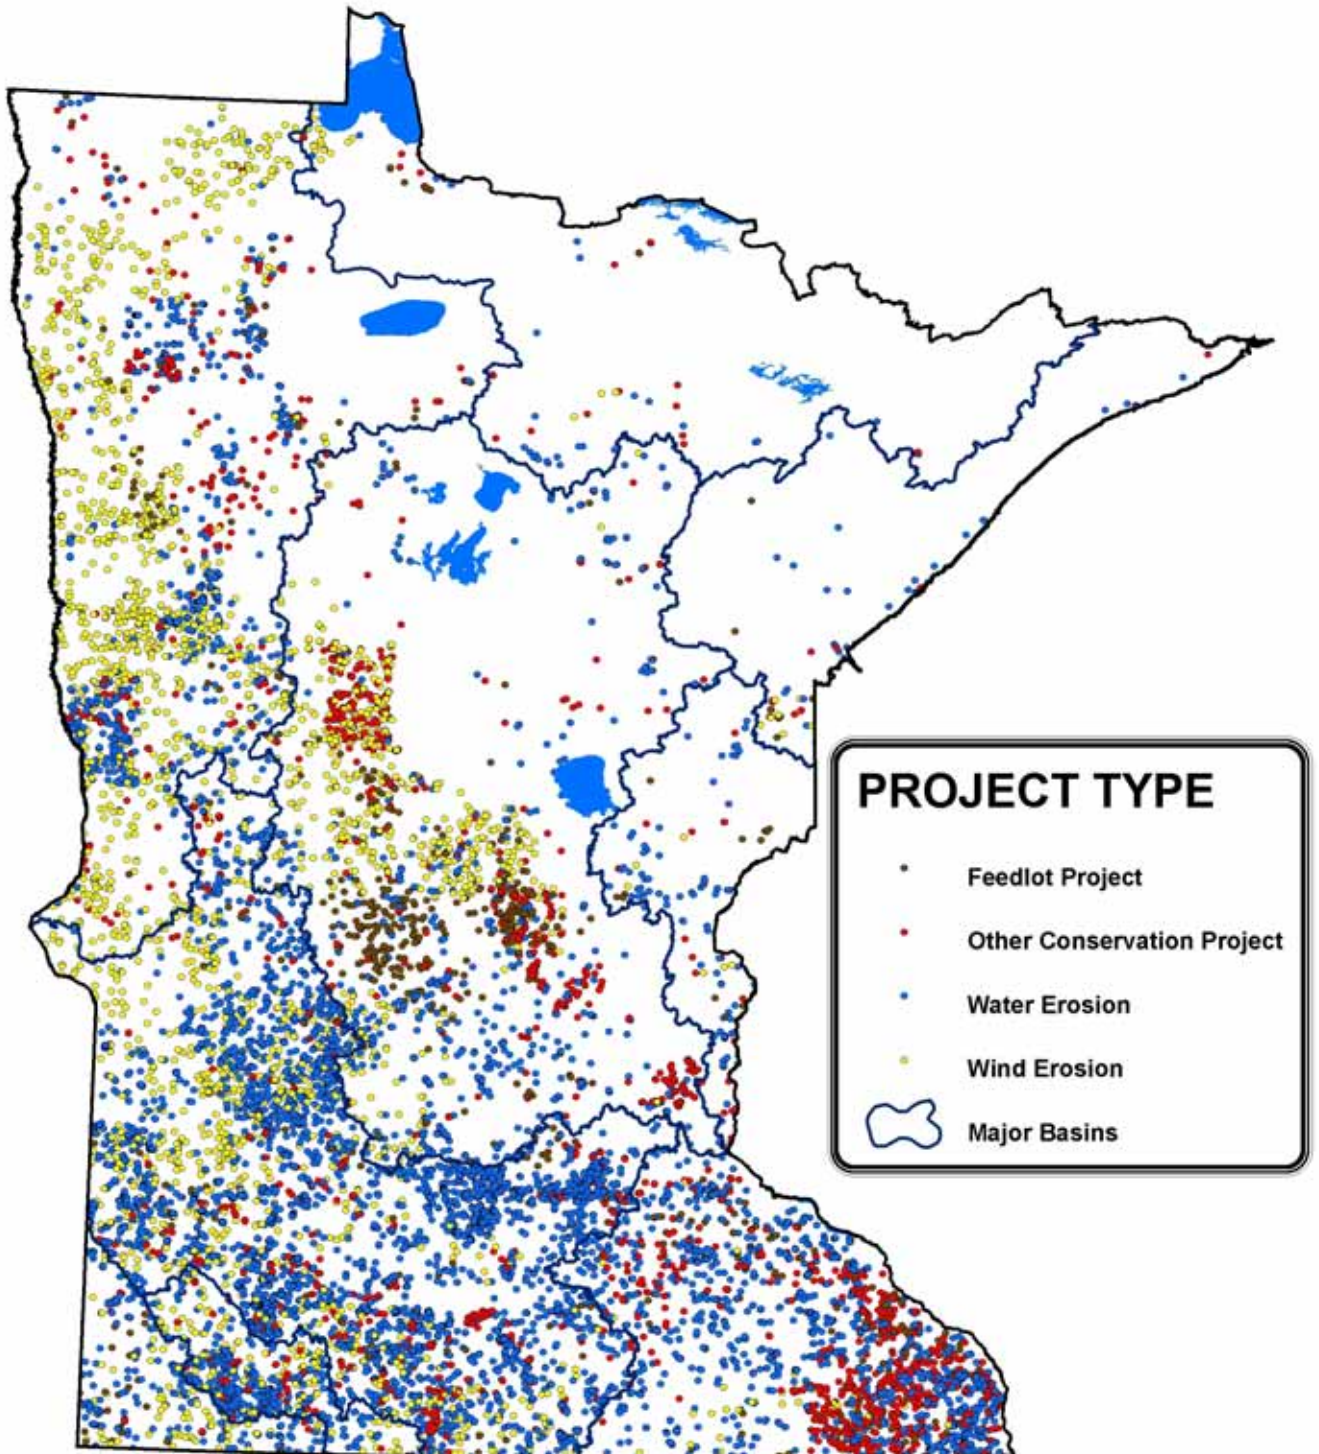 PROJECT TYPE
Feedlot Project
Other Conservation Project
Water Erosion
Wind Erosion
Major Basins